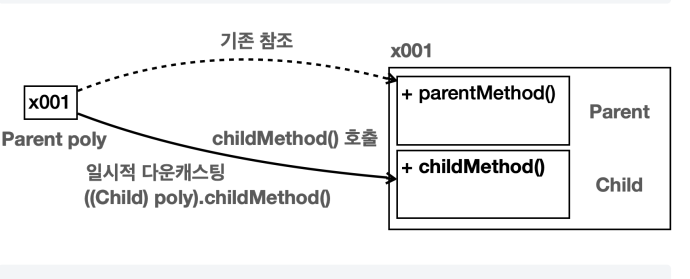 기존 참조
x001
x001
+ parentMethod()
Parent
Parent poly
childMethod() 호출
+ childMethod()
일시적 다운캐스팅
Child
((Child) poly).childMethod()